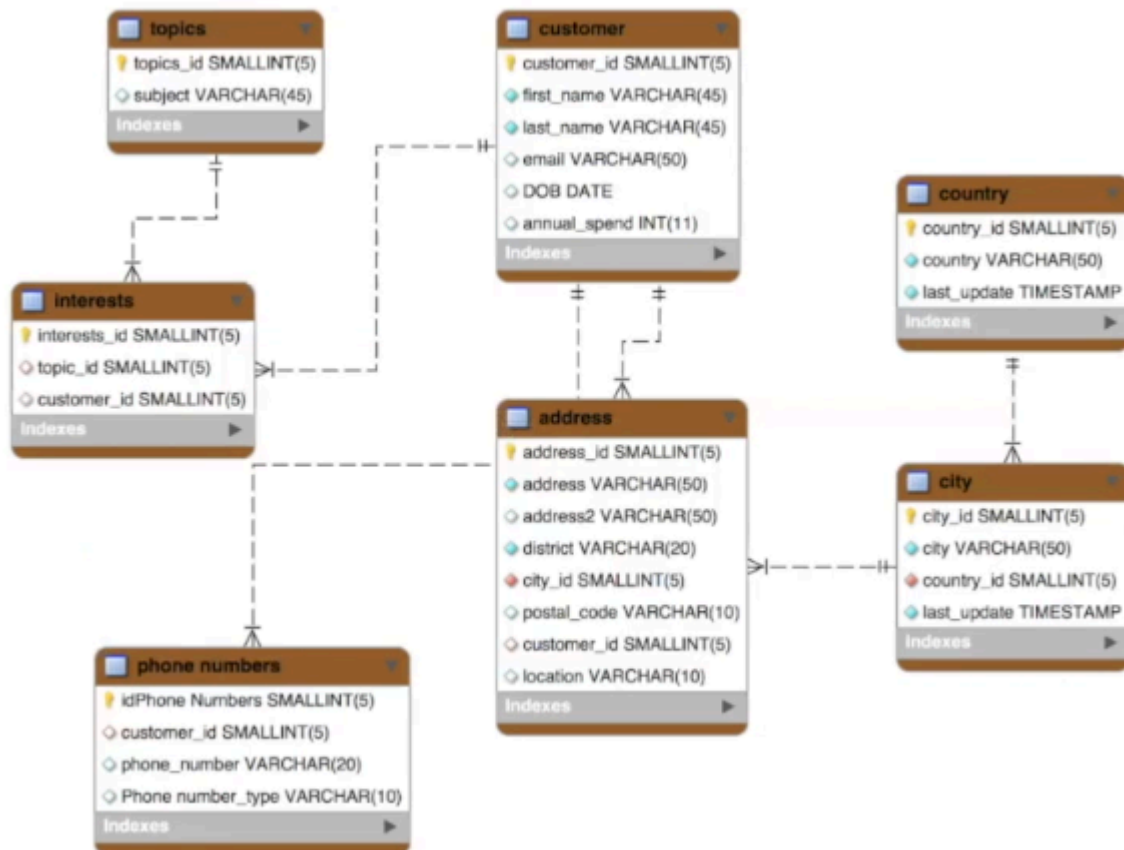 topics
topics_id SMALLINT(5)
subject VARCHAR(45)
Indexes
customer
customer_id SMALLINT(5)
first_name VARCHAR(45)
last_name VARCHAR(45)
email VARCHAR(50)
DOB DATE
annual_spend INT(11)
Indexes
country
country_id SMALLINT(5)
country VARCHAR(50)
last_update TIMESTAMP
Indexes
interests
interests_id SMALLINT(5)
topic_id SMALLINT(5)
customer_id SMALLINT(5)
Indexes
address
address_id SMALLINT(5)
address VARCHAR(50)
address2 VARCHAR(50)
district VARCHAR(20)
city_id SMALLINT(5)
postal_code VARCHAR(10)
customer_id SMALLINT(5)
location VARCHAR(10)
Indexes
city
city_id SMALLINT(5)
city VARCHAR(50)
country_id SMALLINT(5)
last_update TIMESTAMP
Indexes
phone numbers
idPhone Numbers SMALLINT(5)
customer_id SMALLINT(5)
phone_number VARCHAR(20)
Phone number_type VARCHAR(10)
Indexes